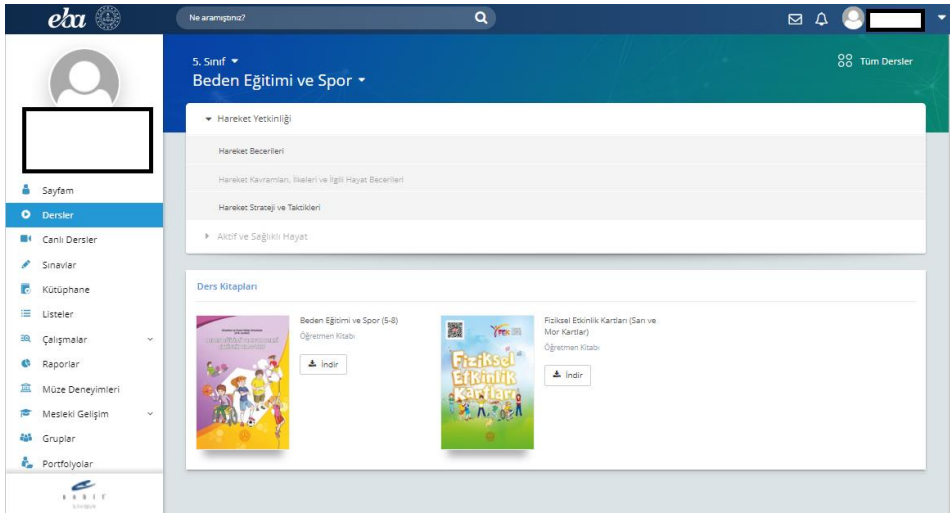 eba
Ne aramıştınız?
5. Sınıf
Beden Eğitimi ve Spor
Tüm Dersler
Hareket Yetkinliği
Hareket Becerileri
Hareket Kavramları, İlkeleri ve İlgili Hayat Becerileri
Hareket Strateji ve Taktikleri
Aktif ve Sağlıklı Hayat
Sayfam
Dersler
Canlı Dersler
Sınavlar
Kütüphane
Listeler
Çalışmalar
Raporlar
Müze Deneyimleri
Mesleki Gelişim
Gruplar
Portfolyolar
Ders Kitapları
Beden Eğitimi ve Spor (5-8)
Öğretmen Kitabı
İndir
Fiziksel
Etkinlik
Kartları
Fiziksel Etkinlik Kartları (Sarı ve
Mor Kartlar)
Öğretmen Kitabı
İndir